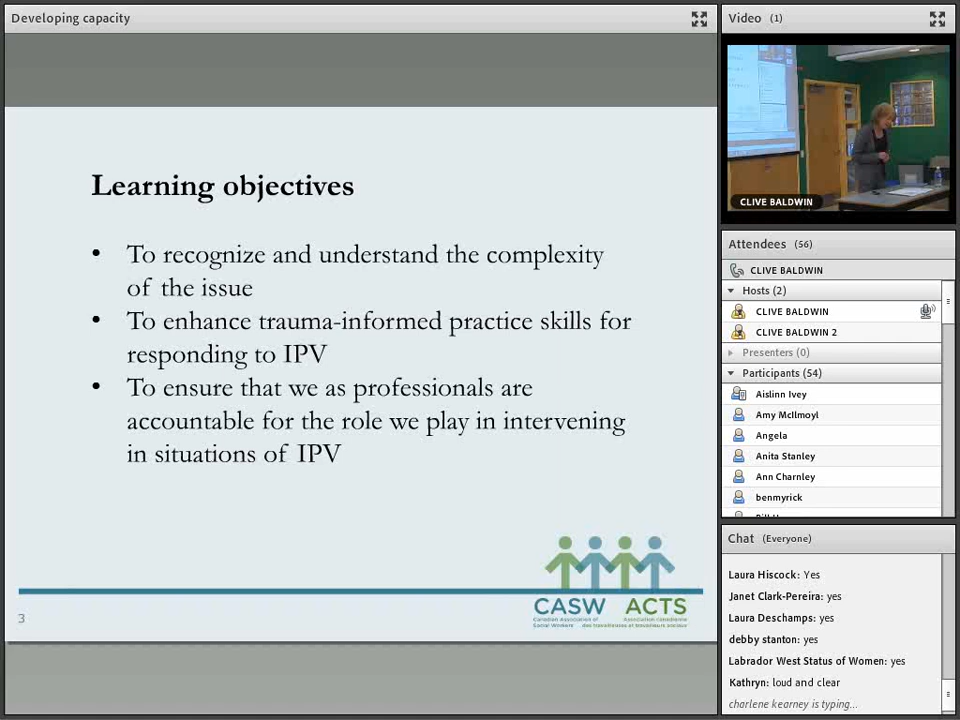 Developing capacity
Learning objectives
• To recognize and understand the complexity
of the issue
• To enhance trauma-informed practice skills for
responding to IPV
• To ensure that we as professionals are
accountable for the role we play in intervening
in situations of IPV
3
CASW ACTS
Canadian Association of
Social Workers
Association canadienne
des travailleuses et travailleurs sociaux
Video (1)
CLIVE BALDWIN
Attendees (56)
CLIVE BALDWIN
Hosts (2)
CLIVE BALDWIN
CLIVE BALDWIN 2
Presenters (0)
Participants (54)
Aislinn Ivey
Amy McIlmoyl
Angela
Anita Stanley
Ann Charnley
benmyrick
Chat (Everyone)
Laura Hiscock: Yes
Janet Clark-Pereira: yes
Laura Deschamps: yes
debby stanton: yes
Labrador West Status of Women: yes
Kathryn: loud and clear
charlene kearney is typing...